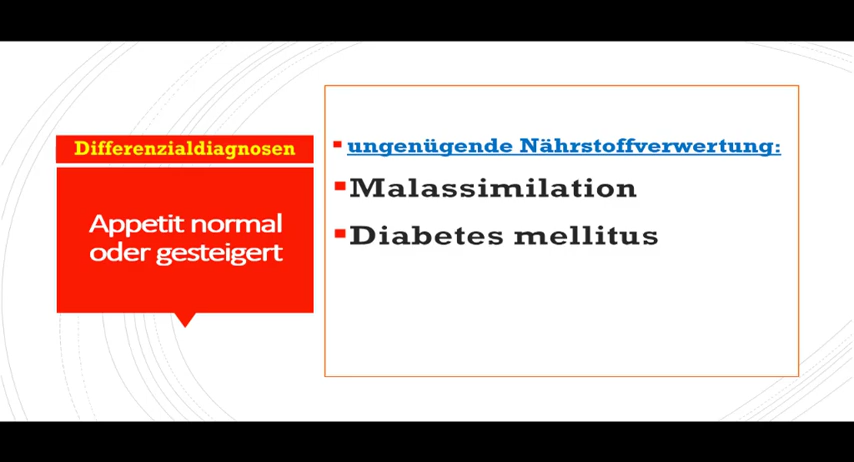 Differenzialdiagnosen
Appetit normal
oder gesteigert
ungenügende Nährstoffverwertung:
Malassimilation
Diabetes mellitus